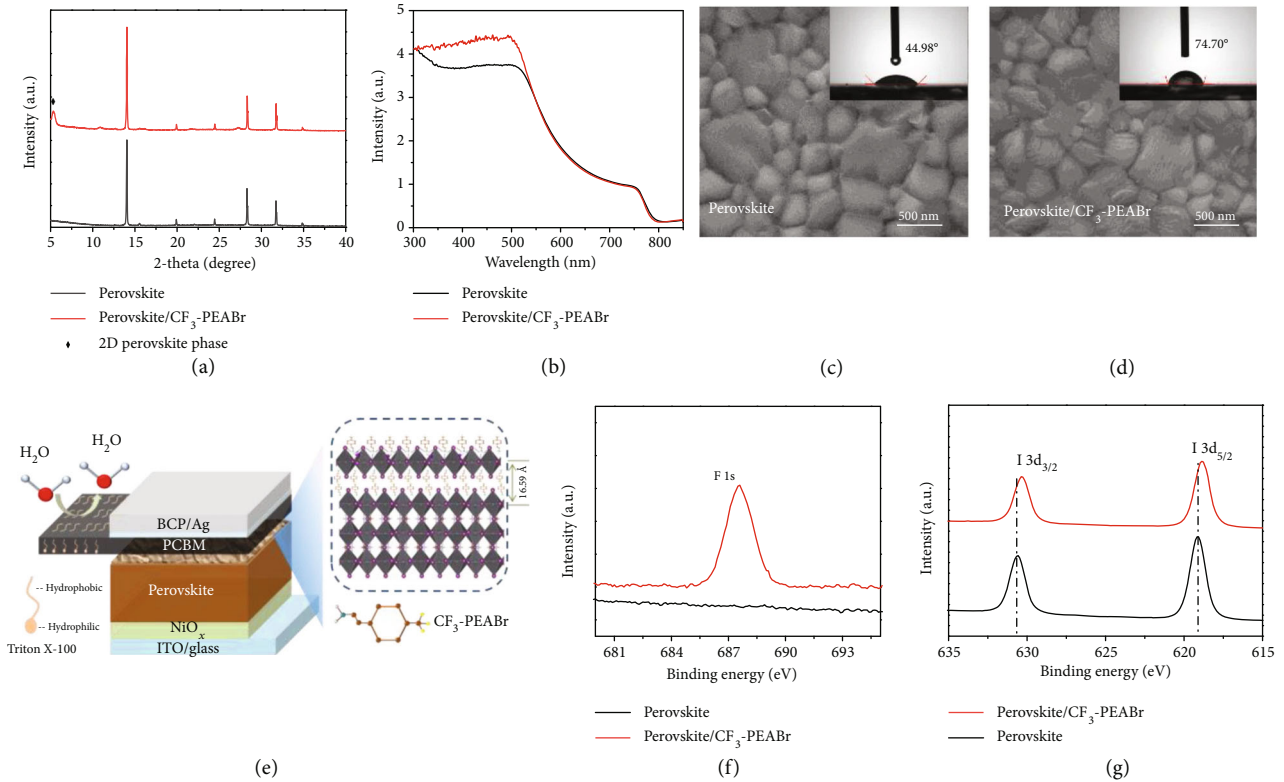 Intensity (a.u.)
5
10
15
20
25
30
35
40
2-theta (degree)
Perovskite
Perovskite/CF3-PEABr
2D perovskite phase
(a)
Intensity (a.u.)
5
4
3
2
1
0
300
400
500
600
700
800
Wavelength (nm)
Perovskite
Perovskite/CF3-PEABr
(b)
44.98°
Perovskite
500 nm
(c)
74.70°
Perovskite/CF3-PEABr
500 nm
(d)
H2O
H2O
BCP/Ag
PCBM
Perovskite
NiOx
ITO/glass
-- Hydrophobic
-- Hydrophilic
Triton X-100
16.59 Å
CF3-PEABr
(e)
Intensity (a.u.)
F 1s
681
684
687
690
693
Binding energy (eV)
Perovskite
Perovskite/CF3-PEABr
(f)
Intensity (a.u.)
I 3d3/2
I 3d5/2
635
630
625
620
615
Binding energy (eV)
Perovskite/CF3-PEABr
Perovskite
(g)